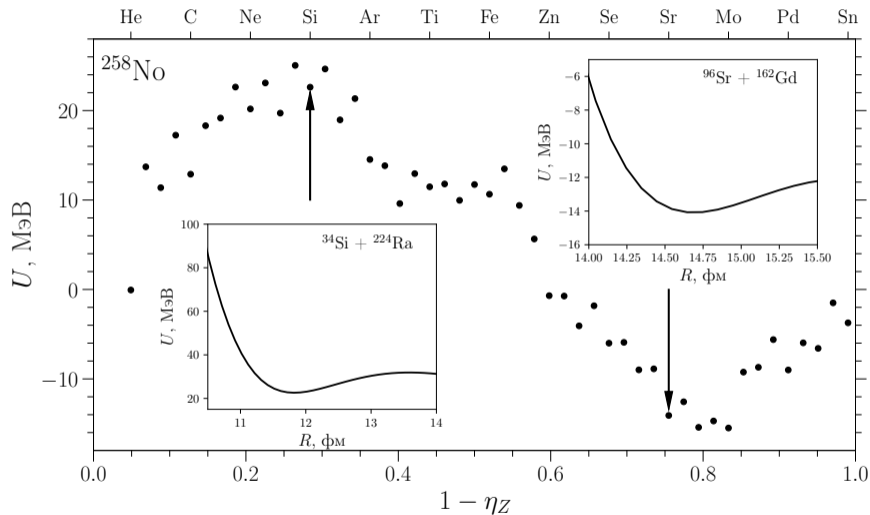 He C Ne Si Ar Ti Fe Zn Se Sr Mo Pd Sn
²⁵⁸No
U, МэВ
20
10
0
−10
0.0 0.2 0.4 0.6 0.8 1.0
1 − η_Z
³⁴Si + ²²⁴Ra
U, МэВ
100
80
60
40
20
11 12 13 14
R, фм
⁹⁶Sr + ¹⁶²Gd
U, МэВ
−6
−8
−10
−12
−14
−16
14.00 14.25 14.50 14.75 15.00 15.25 15.50
R, фм